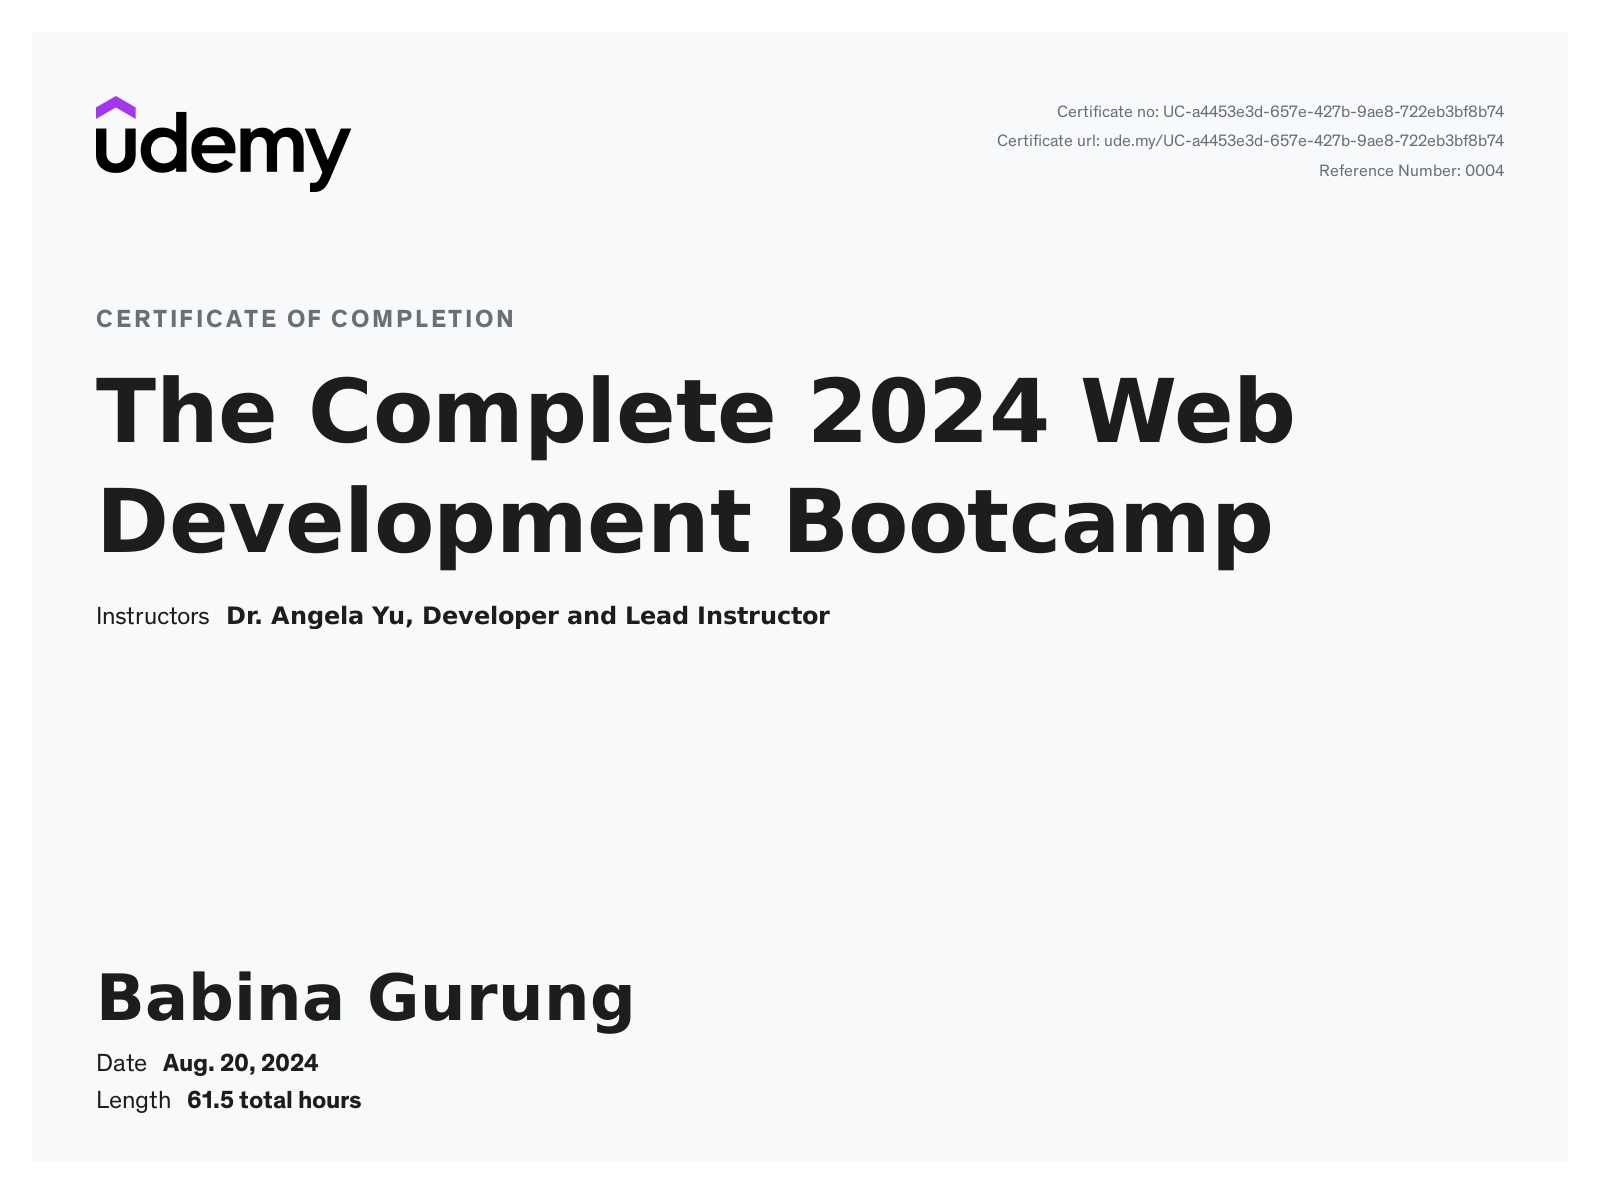 udemy
Certificate no: UC-a4453e3d-657e-427b-9ae8-722eb3bf8b74
Certificate url: ude.my/UC-a4453e3d-657e-427b-9ae8-722eb3bf8b74
Reference Number: 0004
CERTIFICATE OF COMPLETION
The Complete 2024 Web
Development Bootcamp
Instructors Dr. Angela Yu, Developer and Lead Instructor
Babina Gurung
Date Aug. 20, 2024
Length 61.5 total hours